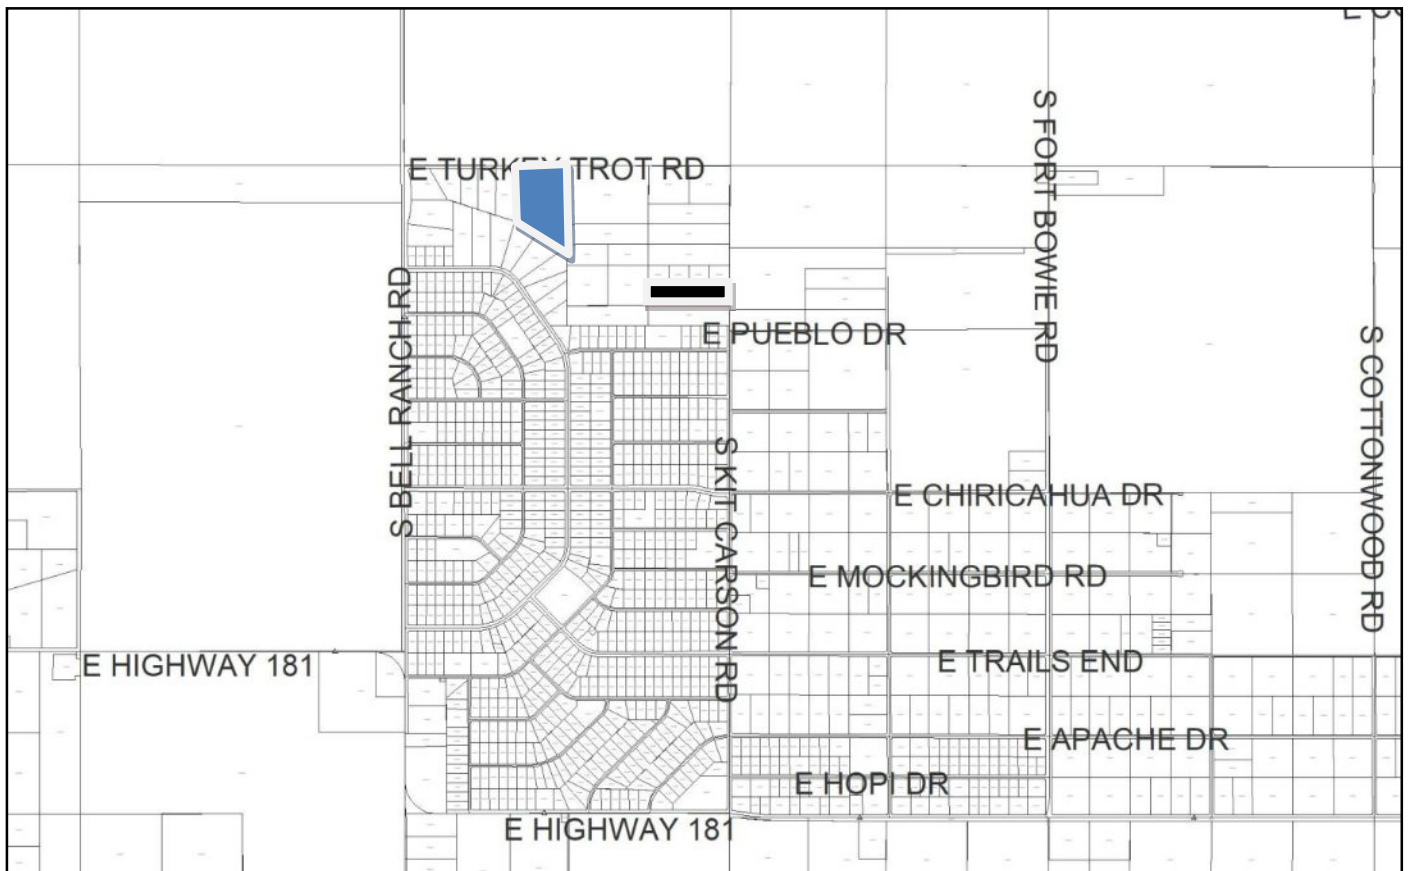 E TURKEY TROT RD
S FORT BOWIE RD
S BELL RANCH RD
E PUEBLO DR
S COTTONWOOD RD
S KIT CARSON RD
E CHIRICAHUA DR
E MOCKINGBIRD RD
E HIGHWAY 181
E TRAILS END
E APACHE DR
E HOPI DR
E HIGHWAY 181